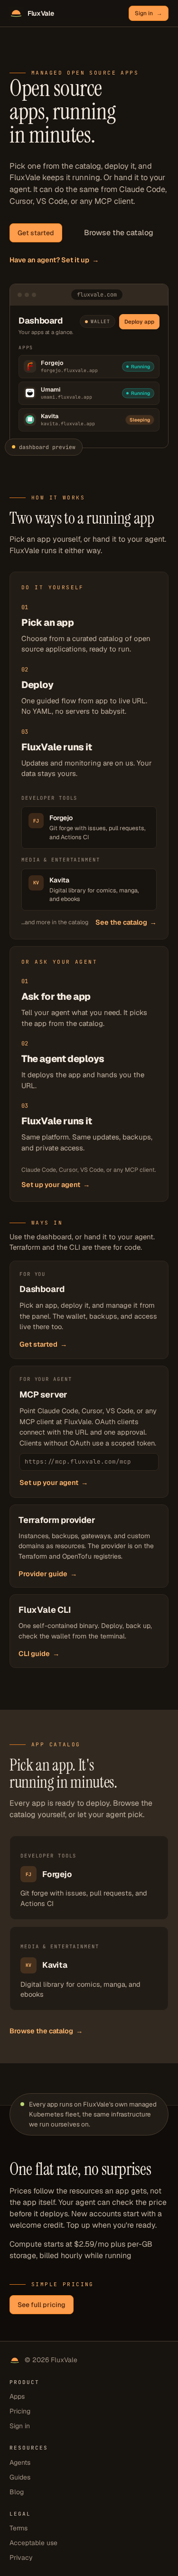 FluxVale
Sign in →
MANAGED OPEN SOURCE APPS
Open source
apps, running
in minutes.
Pick one from the catalog, deploy it, and
FluxVale keeps it running. Or hand it to your
agent. It can do the same from Claude Code,
Cursor, VS Code, or any MCP client.
Get started
Browse the catalog
Have an agent? Set it up →
fluxvale.com
Dashboard
WALLET
Deploy app
Your apps at a glance.
APPS
Forgejo
forgejo.fluxvale.app
Running
Umami
umami.fluxvale.app
Running
Kavita
kavita.fluxvale.app
Sleeping
dashboard preview
HOW IT WORKS
Two ways to a running app
Pick an app yourself, or hand it to your agent.
FluxVale runs it either way.
DO IT YOURSELF
01
Pick an app
Choose from a curated catalog of open
source applications, ready to run.
02
Deploy
One guided flow from app to live URL.
No YAML, no servers to babysit.
03
FluxVale runs it
Updates and monitoring are on us. Your
data stays yours.
DEVELOPER TOOLS
FJ
Forgejo
Git forge with issues, pull requests,
and Actions CI
MEDIA & ENTERTAINMENT
KV
Kavita
Digital library for comics, manga,
and ebooks
…and more in the catalog
See the catalog →
OR ASK YOUR AGENT
01
Ask for the app
Tell your agent what you need. It picks
the app from the catalog.
02
The agent deploys
It deploys the app and hands you the
URL.
03
FluxVale runs it
Same platform. Same updates, backups,
and private access.
Claude Code, Cursor, VS Code, or any MCP client.
Set up your agent →
WAYS IN
Use the dashboard, or hand it to your agent.
Terraform and the CLI are there for code.
FOR YOU
Dashboard
Pick an app, deploy it, and manage it from
the panel. The wallet, backups, and access
live there too.
Get started →
FOR YOUR AGENT
MCP server
Point Claude Code, Cursor, VS Code, or any
MCP client at FluxVale. OAuth clients
connect with the URL and one approval.
Clients without OAuth use a scoped token.
https://mcp.fluxvale.com/mcp
Set up your agent →
Terraform provider
Instances, backups, gateways, and custom
domains as resources. The provider is on the
Terraform and OpenTofu registries.
Provider guide →
FluxVale CLI
One self-contained binary. Deploy, back up,
check the wallet from the terminal.
CLI guide →
APP CATALOG
Pick an app. It's
running in minutes.
Every app is ready to deploy. Browse the
catalog yourself, or let your agent pick.
DEVELOPER TOOLS
FJ
Forgejo
Git forge with issues, pull requests, and
Actions CI
MEDIA & ENTERTAINMENT
KV
Kavita
Digital library for comics, manga, and
ebooks
Browse the catalog →
Every app runs on FluxVale's own managed
Kubernetes fleet, the same infrastructure
we run ourselves on.
One flat rate, no surprises
Prices follow the resources an app gets, not
the app itself. Your agent can check the price
before it deploys. New accounts start with a
welcome credit. Top up when you're ready.
Compute starts at $2.59/mo plus per-GB
storage, billed hourly while running
SIMPLE PRICING
See full pricing
© 2026 FluxVale
PRODUCT
Apps
Pricing
Sign in
RESOURCES
Agents
Guides
Blog
LEGAL
Terms
Acceptable use
Privacy